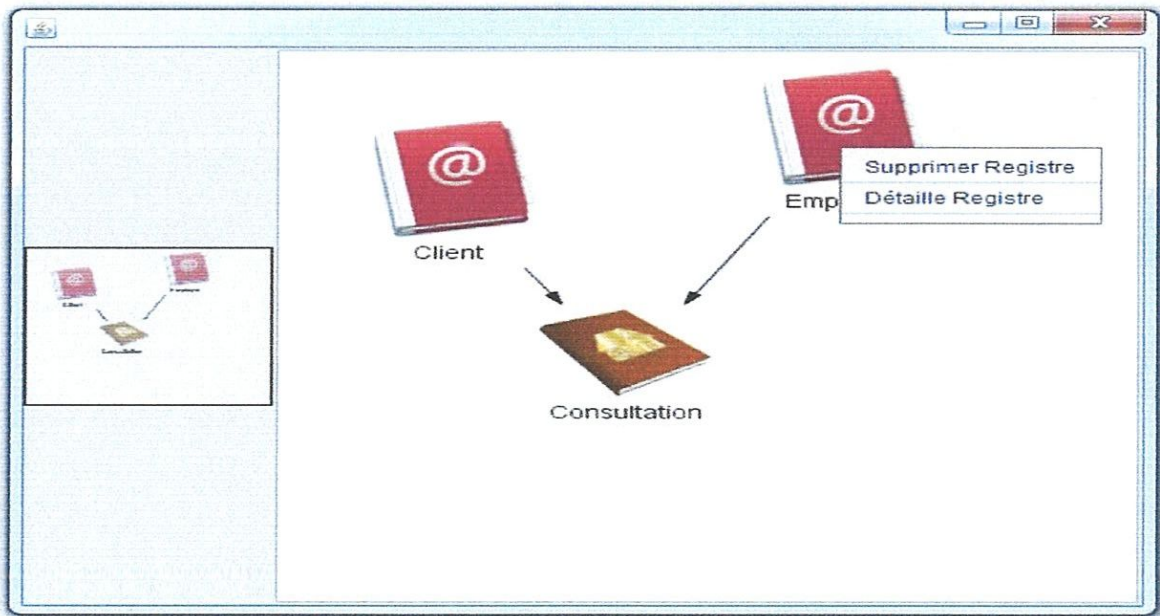 @
@
Supprimer Registre
Emp
Détaille Registre
Client
Consultation